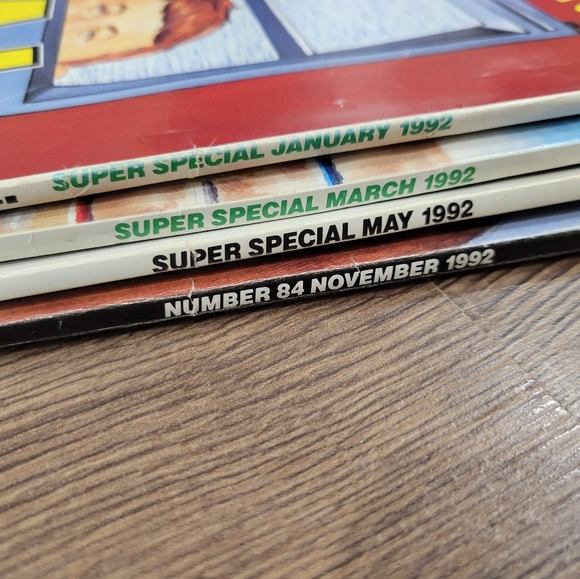 SUPER SPECIAL JANUARY 1992
SUPER SPECIAL MARCH 1992
SUPER SPECIAL MAY 1992
NUMBER 84 NOVEMBER 1992